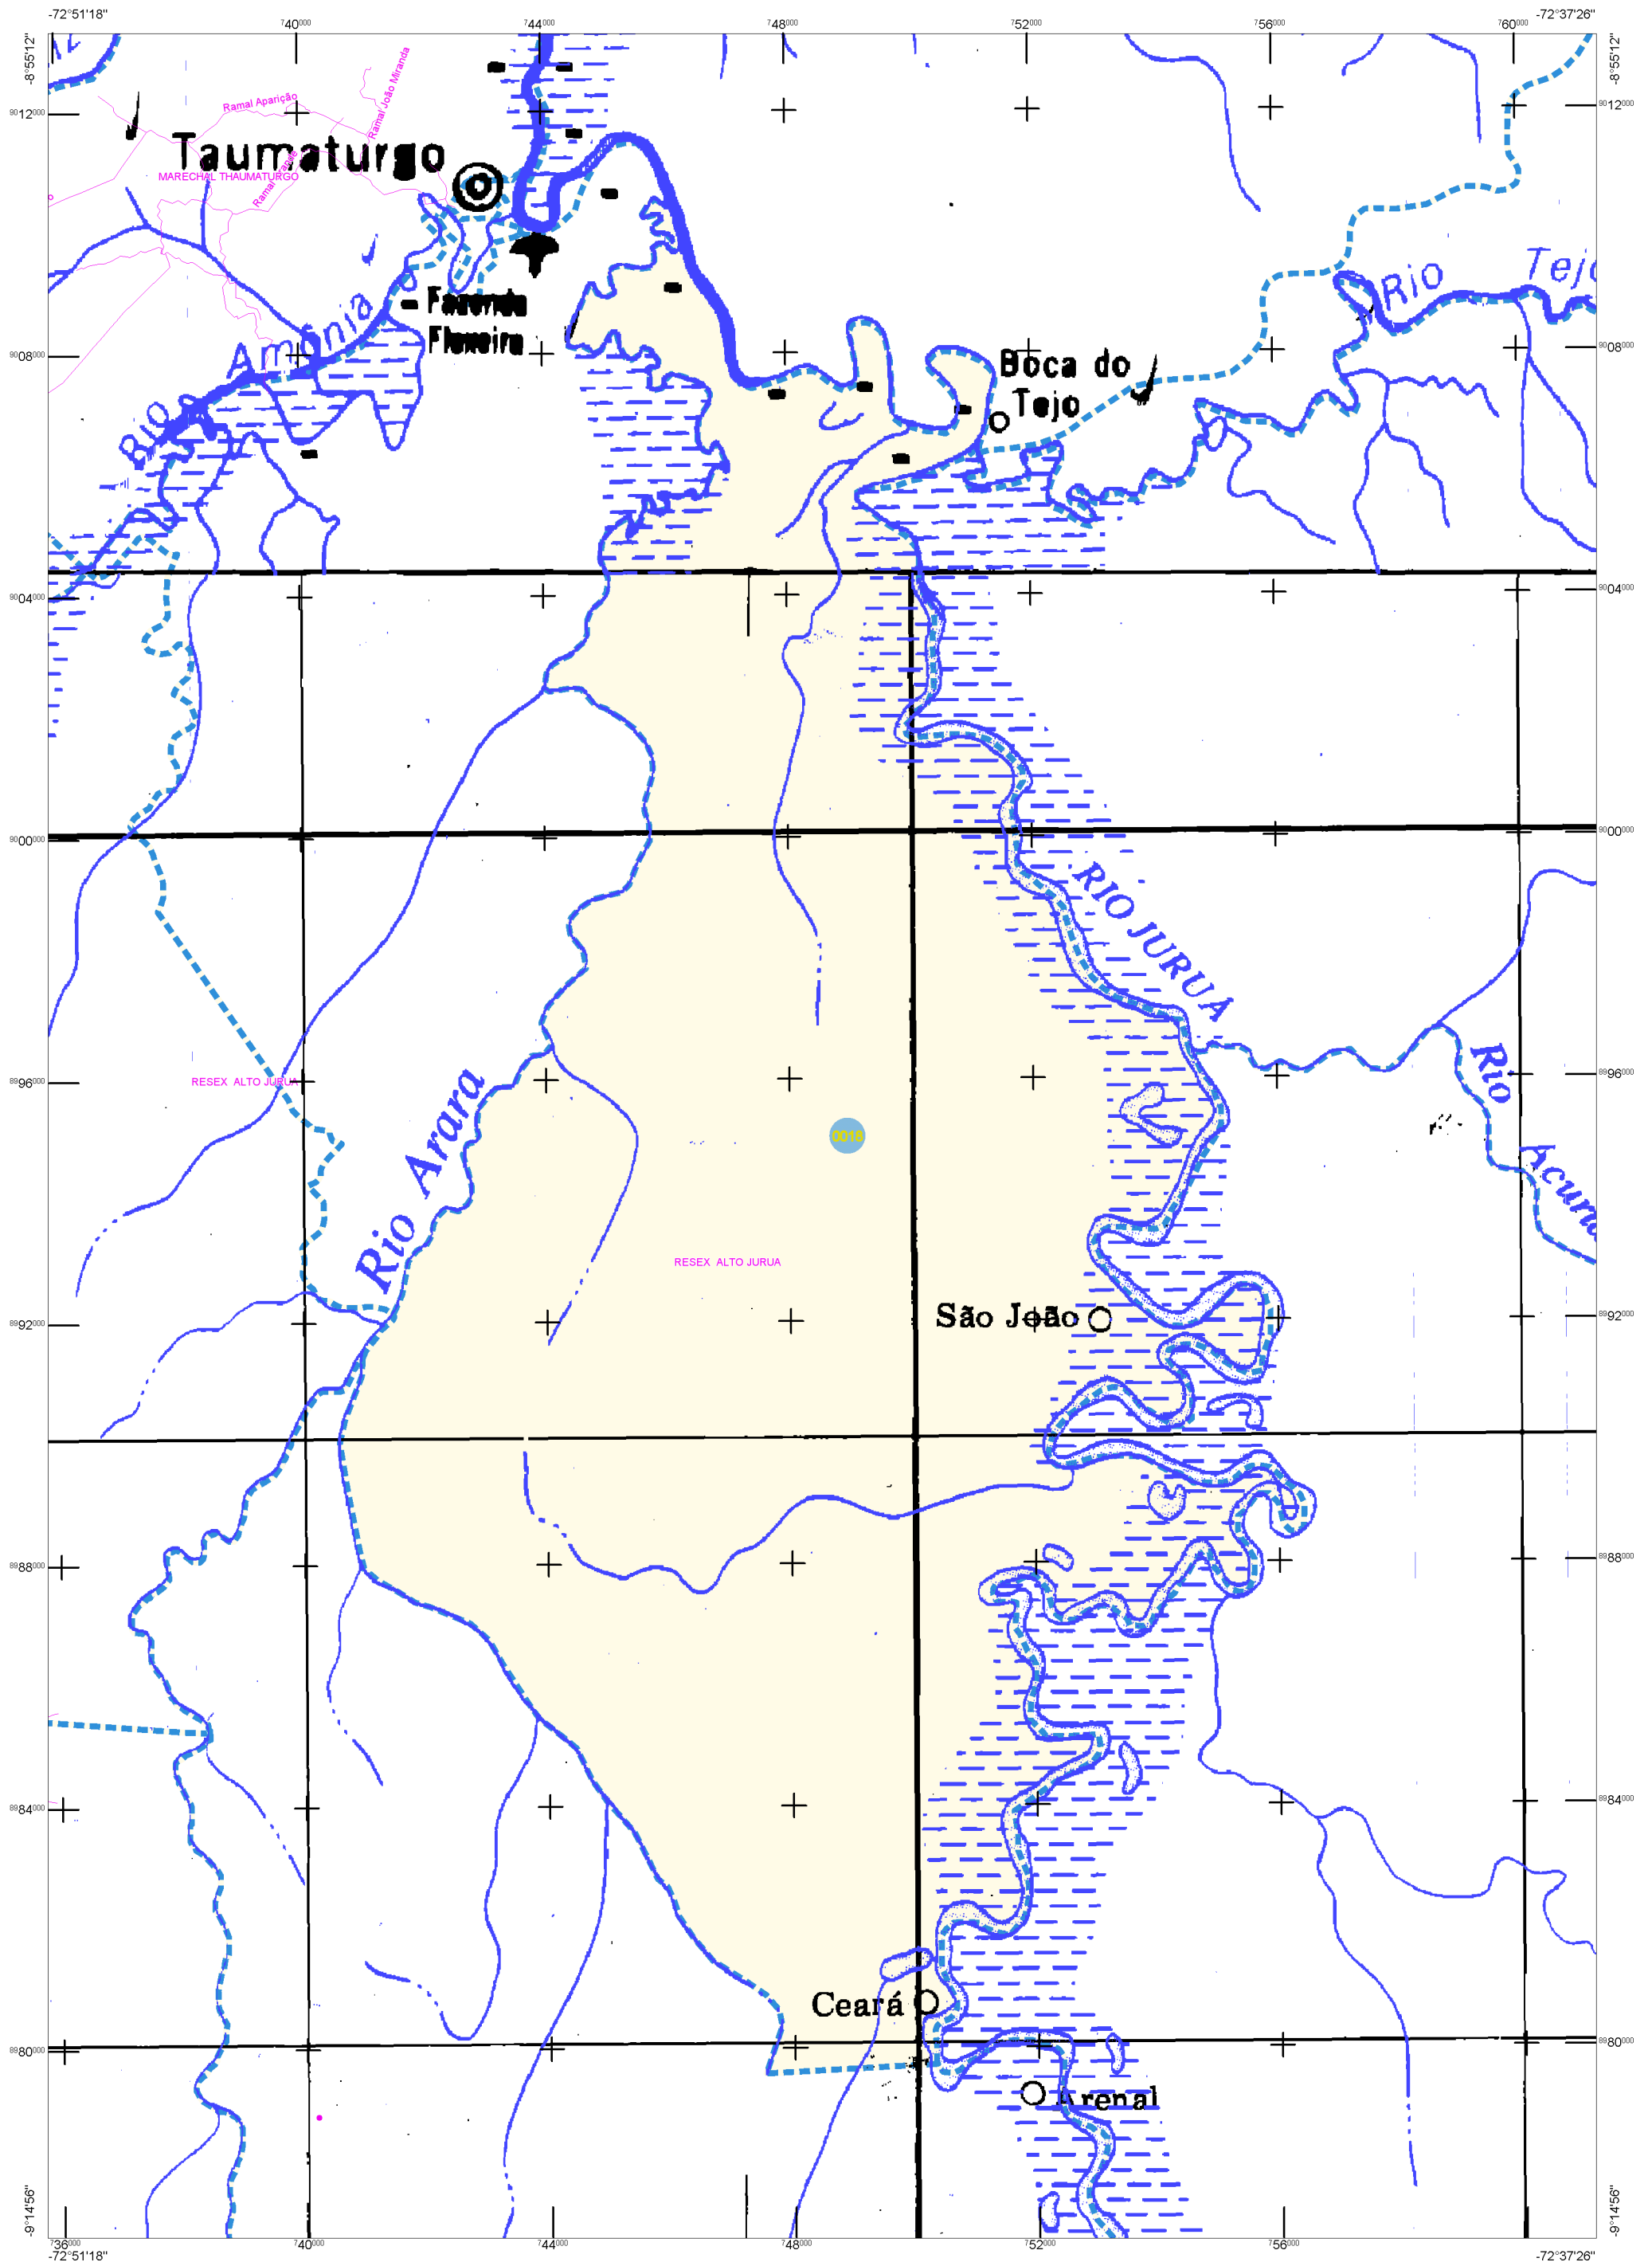 -72°51'18"
740000
744000
748000
752000
756000
760000
-72°37'26"
-8°55'12"
-8°55'12"
9012000
9012000
Ramal Aparição
Ramal João Miranda
Taumaturgo
MARECHAL THAUMATURGO
Rio
Tejo
Fazenda
Flexeira
Rio Amônia
9008000
9008000
Boca do
Tejo
9004000
9004000
9000000
9000000
RIO JURUÁ
8996000
8996000
RESEX ALTO JURUA
Rio Arara
Rio
0018
RESEX ALTO JURUA
8992000
8992000
São João
8988000
8988000
8984000
8984000
Ceará
8980000
8980000
Arenal
-9°14'56"
-9°14'56"
736000
740000
744000
748000
752000
756000
-72°51'18"
-72°37'26"